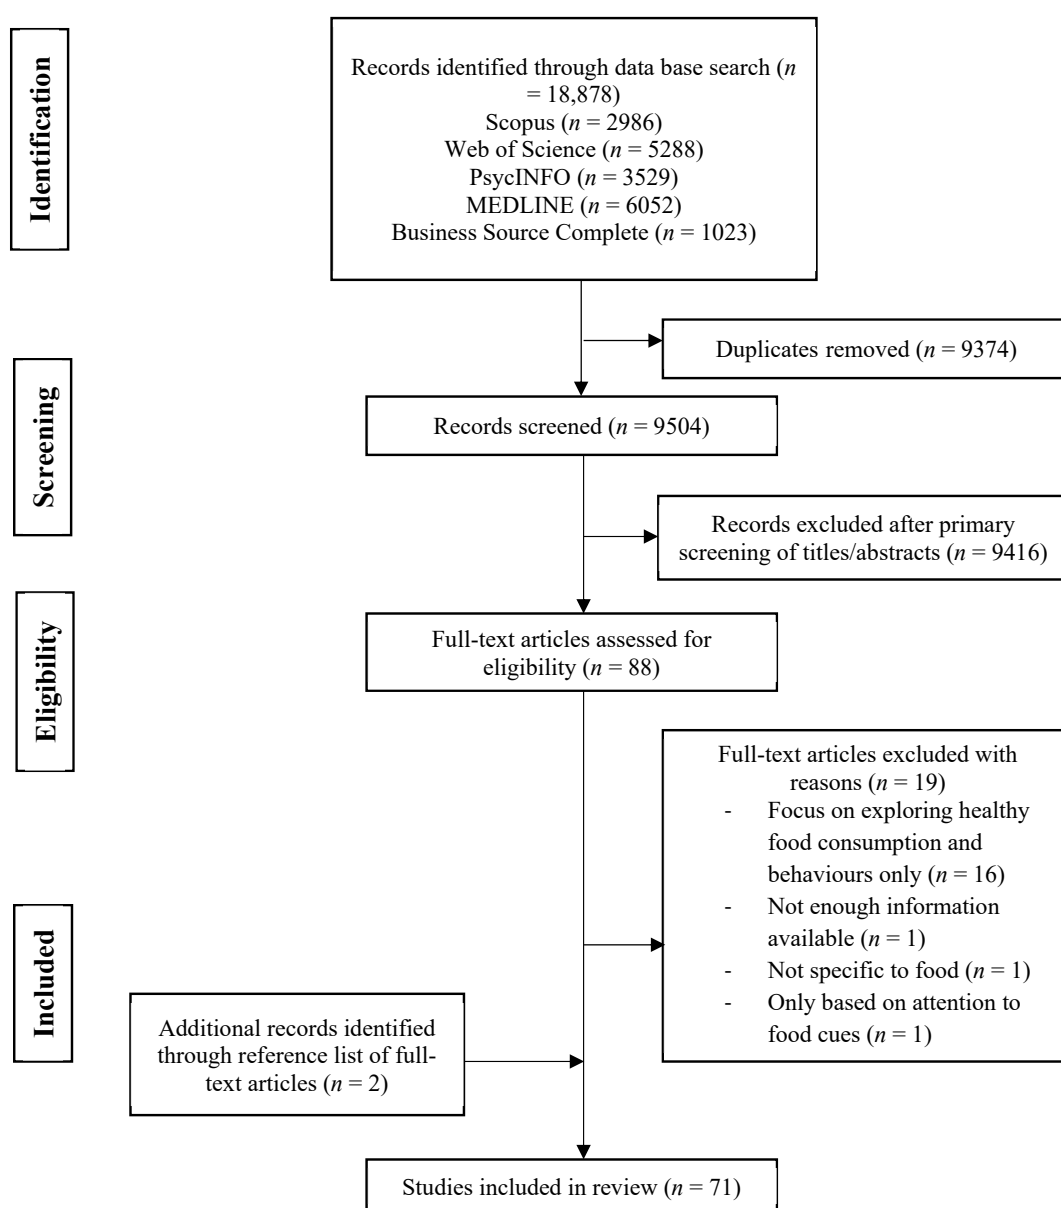 Identification
Records identified through data base search (n
= 18,878)
Scopus (n = 2986)
Web of Science (n = 5288)
PsycINFO (n = 3529)
MEDLINE (n = 6052)
Business Source Complete (n = 1023)
Duplicates removed (n = 9374)
Screening
Records screened (n = 9504)
Records excluded after primary
screening of titles/abstracts (n = 9416)
Eligibility
Full-text articles assessed for
eligibility (n = 88)
Full-text articles excluded with
reasons (n = 19)
- Focus on exploring healthy
food consumption and
behaviours only (n = 16)
- Not enough information
available (n = 1)
- Not specific to food (n = 1)
- Only based on attention to
food cues (n = 1)
Included
Additional records identified
through reference list of full-
text articles (n = 2)
Studies included in review (n = 71)